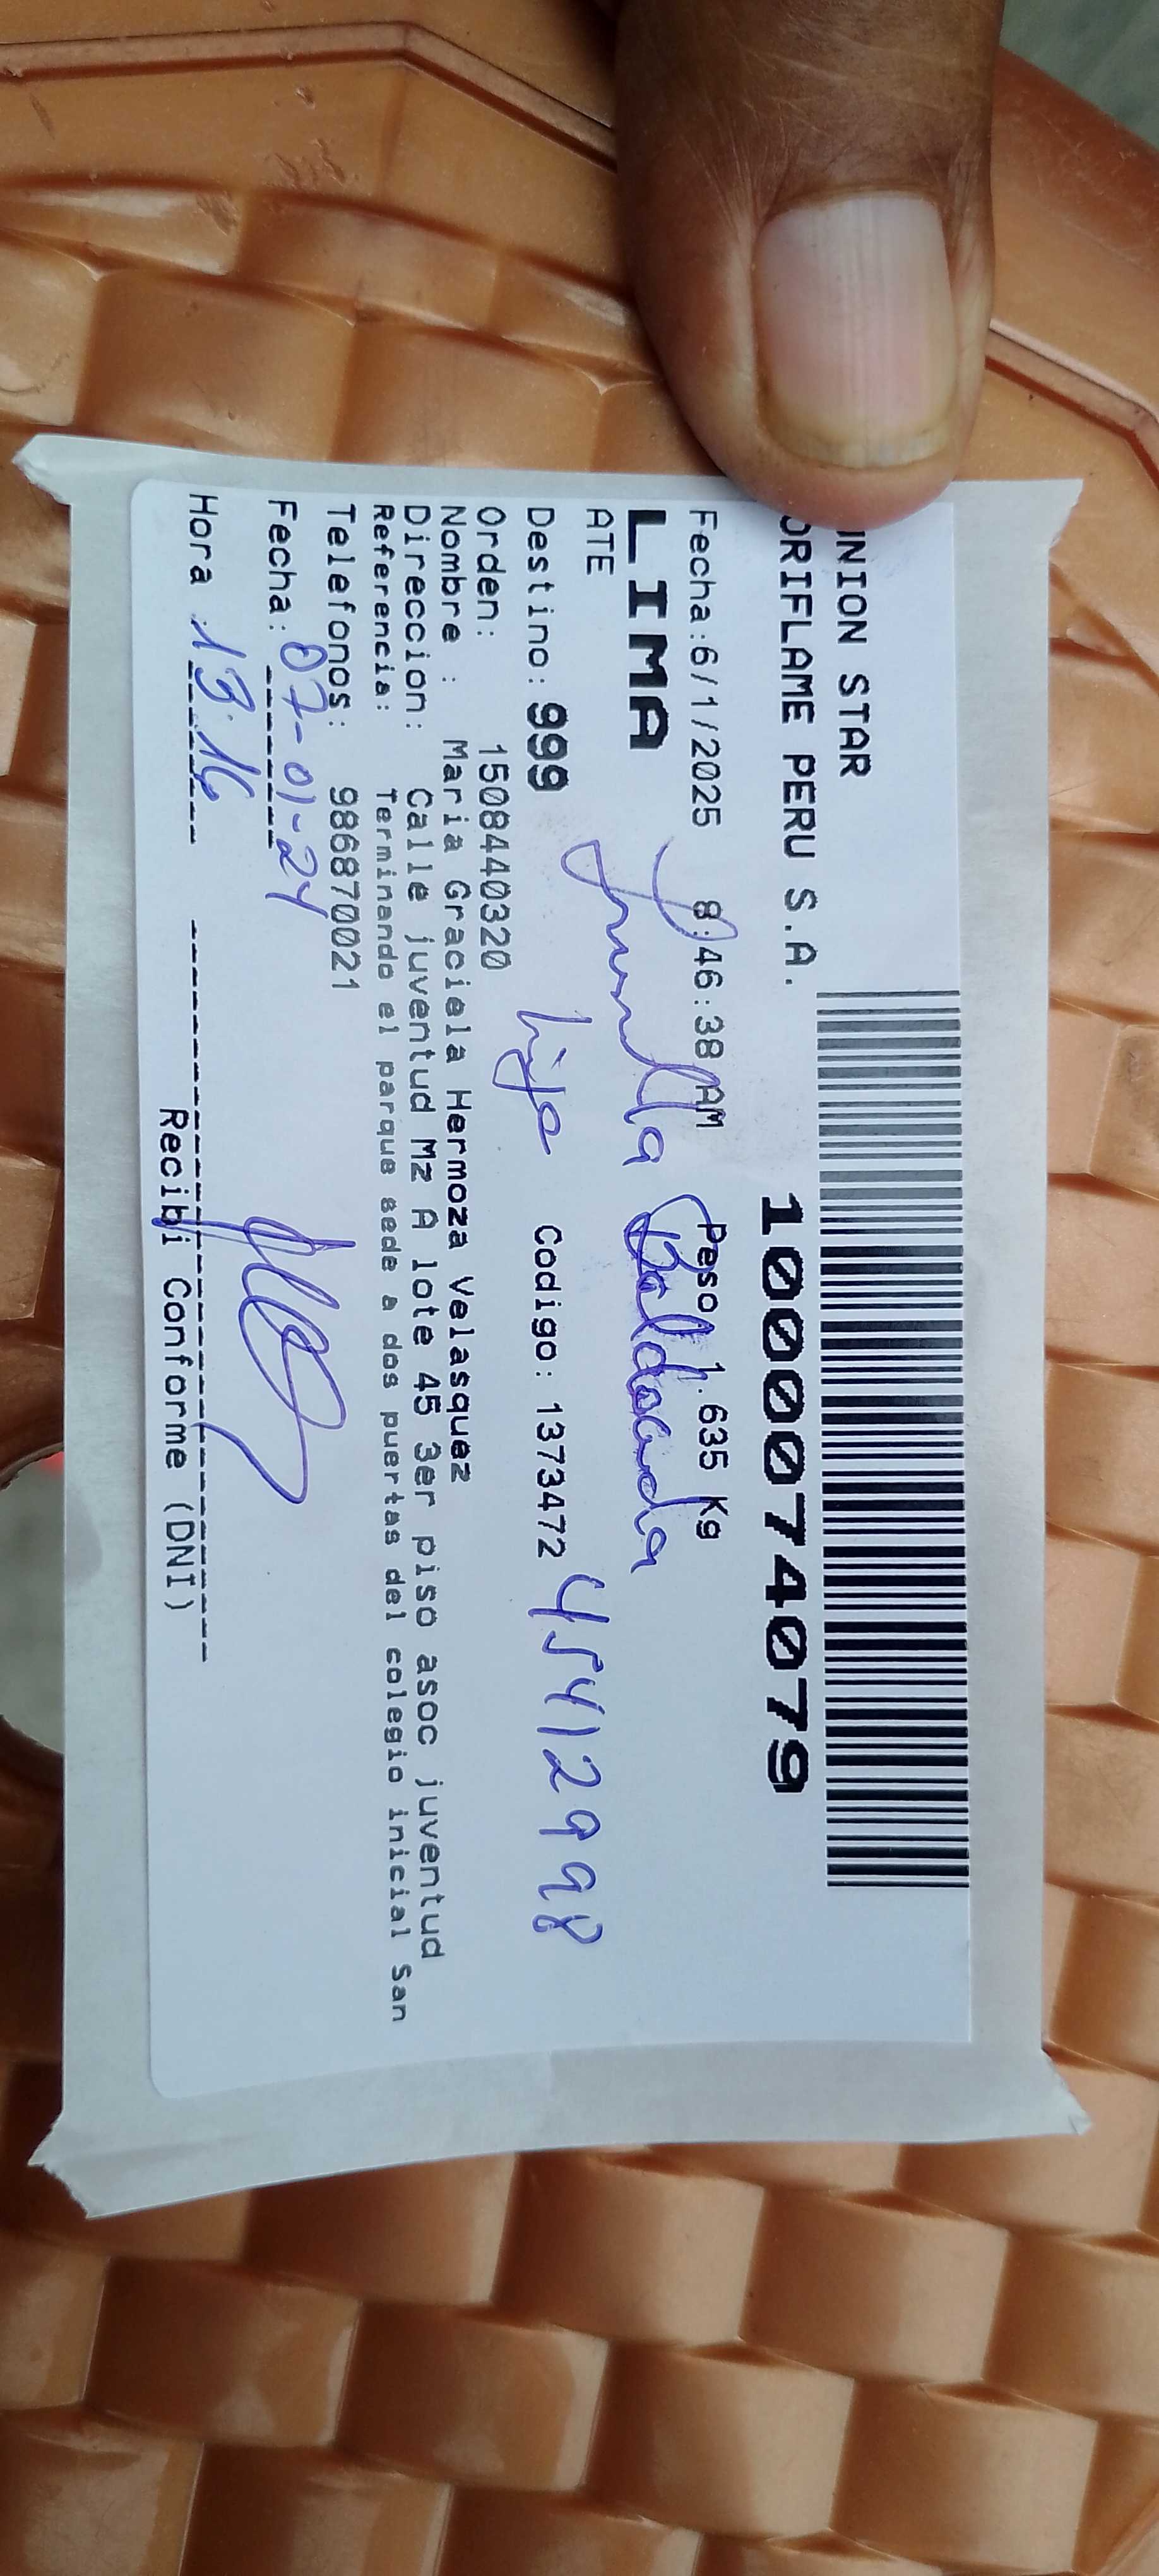 UNION STAR
ORIFLAME PERU S.A.
1000074079
Fecha:6/1/2025 8:46:38 AM Peso 1.635 Kg
LIMA
ATE
Baldoceda
Destino: 999 hijo Codigo: 1373472 45412998
Orden: 1508440320
Nombre : Maria Graciela Hermoza Velasquez
Direccion: Calle juventud Mz A lote 45 3er piso asoc juventud
Referencia: Terminando el parque sede a dos puertas del colegio inicial San
Telefonos: 986870021
Fecha: 07-01-24
Hora 13:16
Recibi Conforme (DNI)